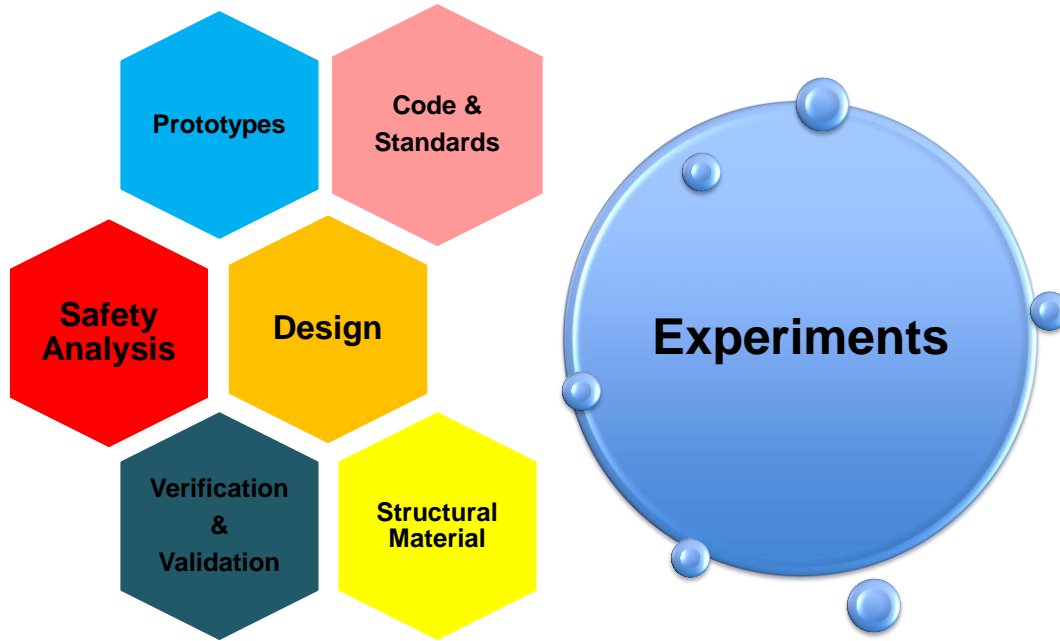 Prototypes
Code &
Standards
Safety
Analysis
Design
Experiments
Verification
&
Validation
Structural
Material